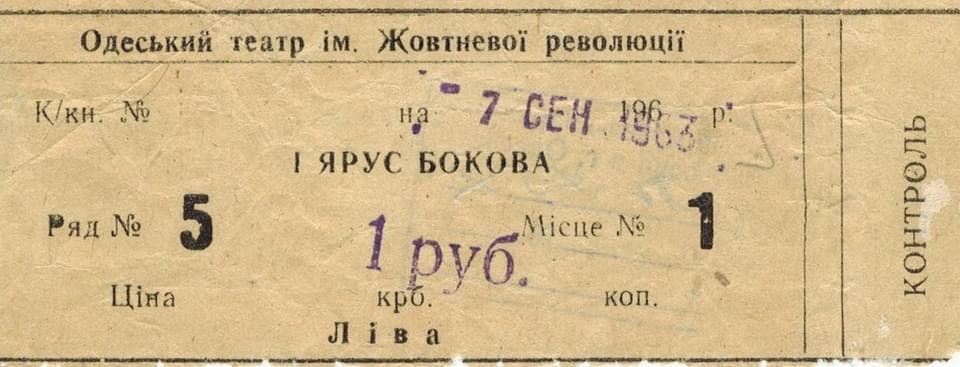 Одеський театр ім. Жовтневої революції
К/кн. № на - 7 СЕН 1963 196 р.
І ЯРУС БОКОВА
Ряд № 5 1 руб. Місце № 1
Ціна крб. коп.
Ліва
КОНТРОЛЬ